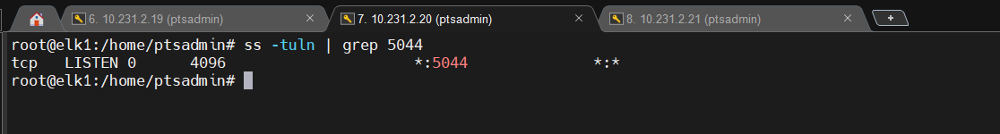 6. 10.231.2.19 (ptsadmin)
7. 10.231.2.20 (ptsadmin)
8. 10.231.2.21 (ptsadmin)
root@elk1:/home/ptsadmin# ss -tuln | grep 5044
tcp   LISTEN 0      4096                     *:5044              *:*
root@elk1:/home/ptsadmin#